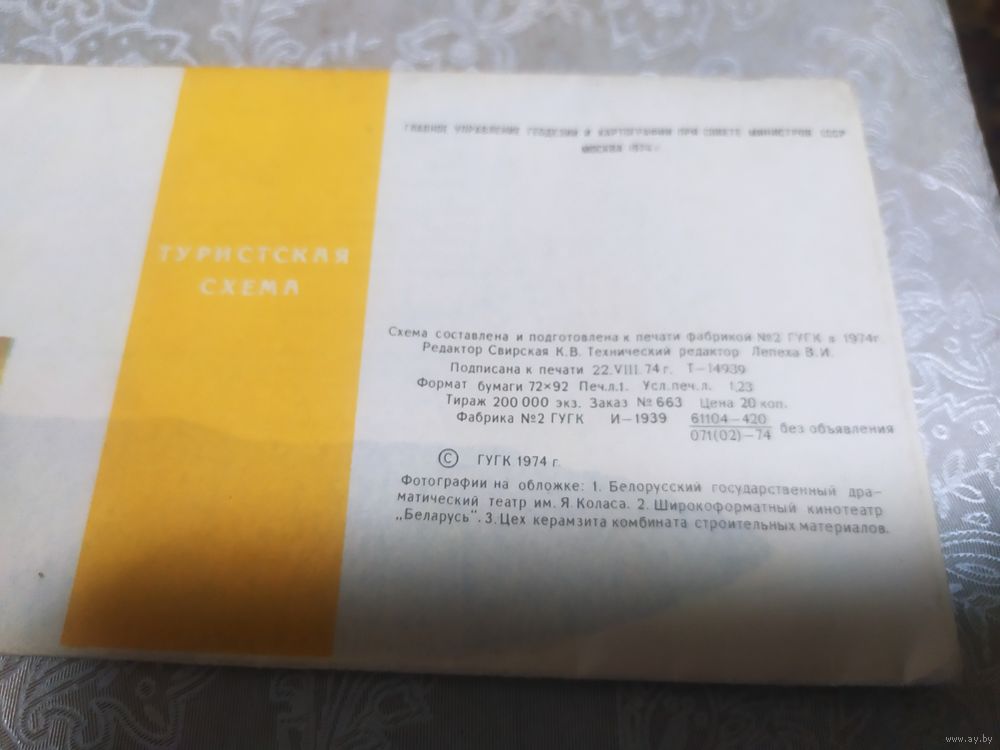 ТУРИСТСКАЯ
СХЕМА
ГЛАВНОЕ УПРАВЛЕНИЕ ГЕОДЕЗИИ И КАРТОГРАФИИ ПРИ СОВЕТЕ МИНИСТРОВ СССР
МОСКВА 1974 г.
Схема составлена и подготовлена к печати фабрикой №2 ГУГК в 1974г
Редактор Свирская К.В. Технический редактор Лепеха В.И.
Подписана к печати 22.VIII.74 г. Т—14939
Формат бумаги 72×92 Печ.л.1. Усл.печ.л. 1,23
Тираж 200 000 экз. Заказ №663 Цена 20 коп.
Фабрика №2 ГУГК И—1939 61104—420
071(02)—74 без объявления
© ГУГК 1974 г.
Фотографии на обложке: 1. Белорусский государственный дра-
матический театр им. Я. Коласа. 2. Широкоформатный кинотеатр
„Беларусь". 3. Цех керамзита комбината строительных материалов.
www.ay.by